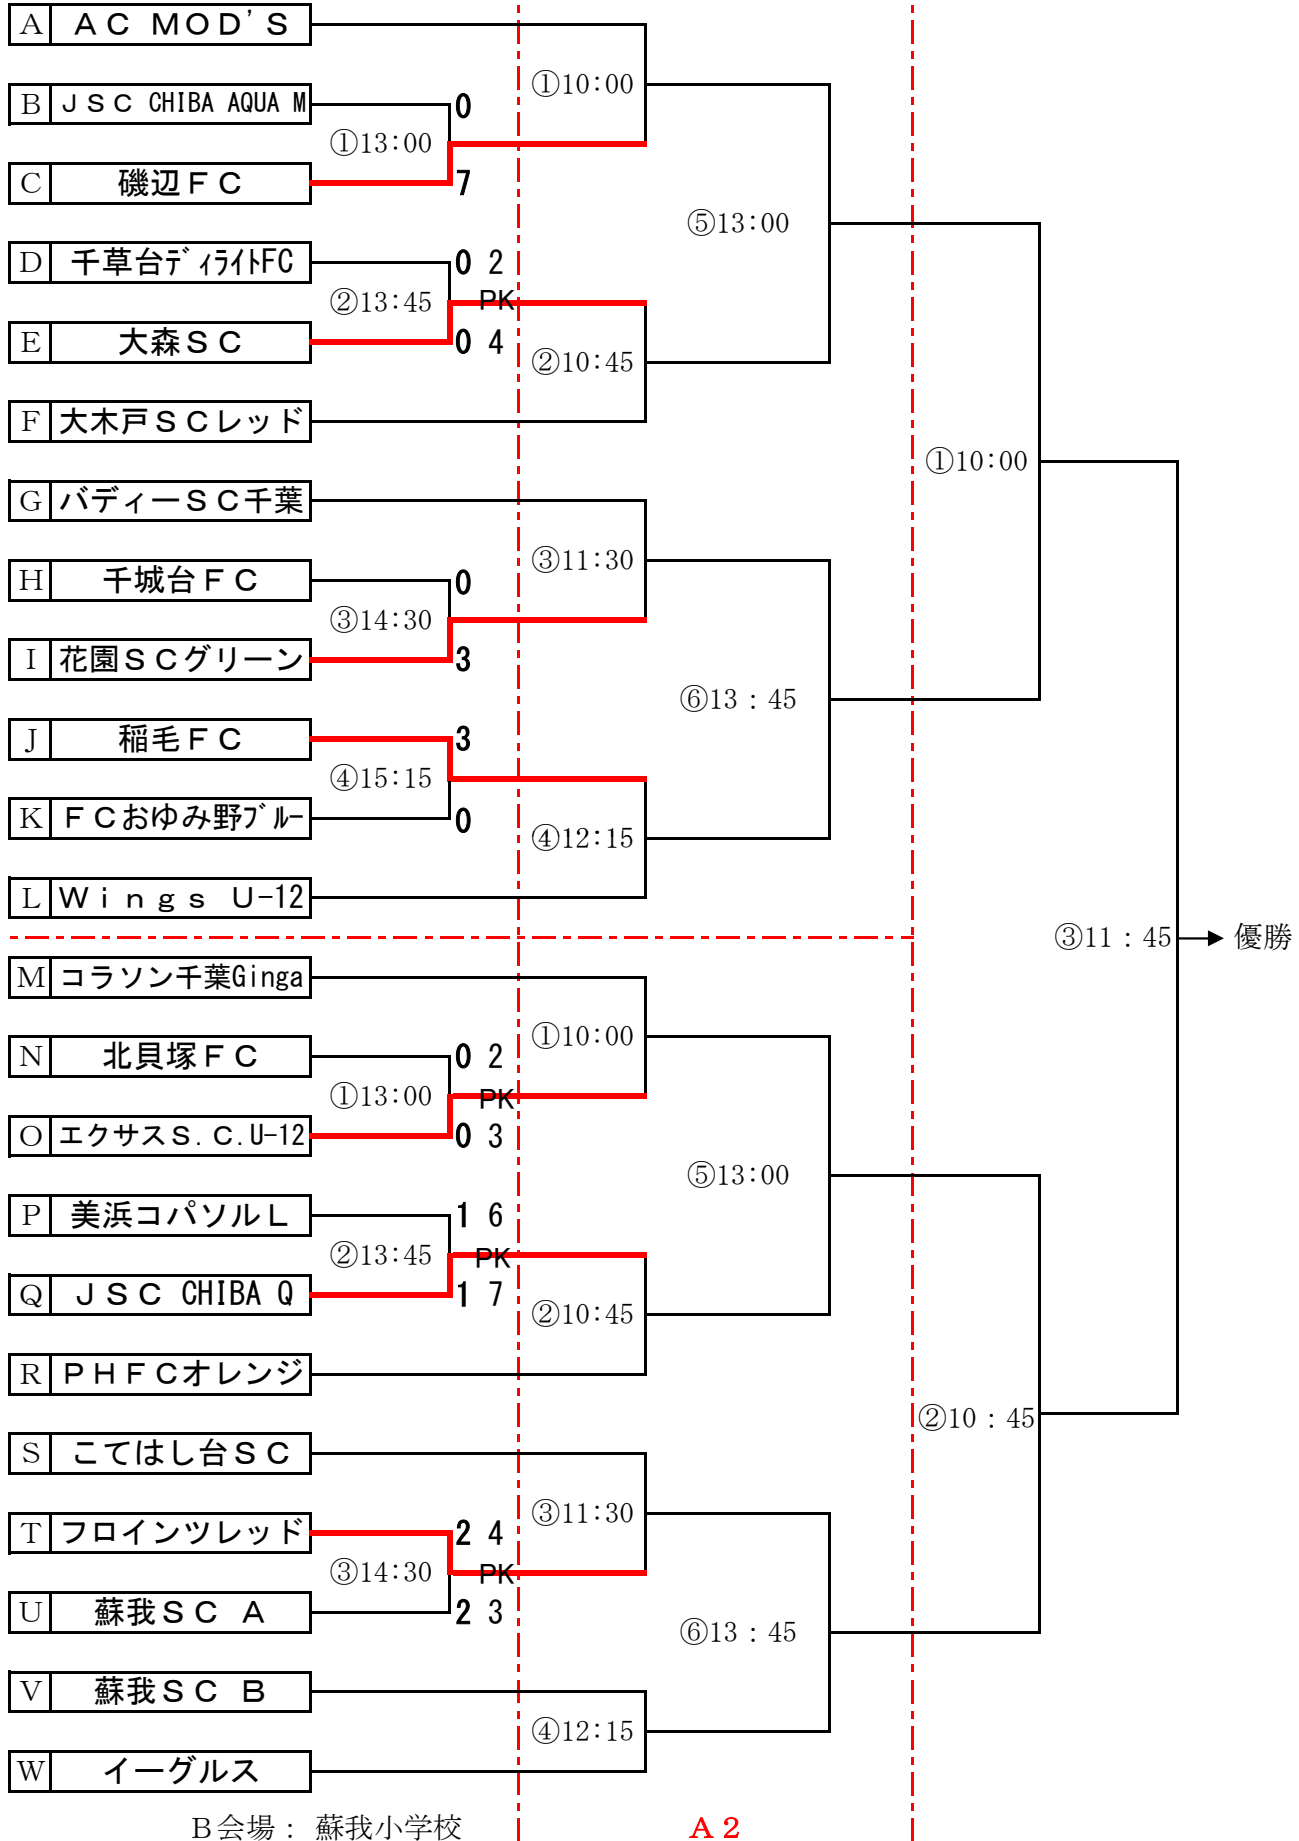 A AC MOD'S
①10:00
B ＪＳＣ CHIBA AQUA M 0
①13:00
C 磯辺ＦＣ 7
⑤13:00
D 千草台ﾃﾞｨﾗｲﾄFC 0 2
②13:45 PK
E 大森ＳＣ 0 4
②10:45
F 大木戸ＳＣレッド
①10:00
G バディーＳＣ千葉
③11:30
H 千城台ＦＣ 0
③14:30
I 花園ＳＣグリーン 3
⑥13：45
J 稲毛ＦＣ 3
④15:15
K ＦＣおゆみ野ﾌﾞﾙｰ 0
④12:15
L Ｗｉｎｇｓ Ｕ-12
③11：45 優勝
M コラソン千葉Ginga
①10:00
N 北貝塚ＦＣ 0 2
①13:00 PK
O エクサスＳ.Ｃ.U-12 0 3
⑤13:00
P 美浜コパソルＬ 1 6
②13:45 PK
Q ＪＳＣ CHIBA Q 1 7
②10:45
R ＰＨＦＣオレンジ
②10：45
S こてはし台ＳＣ
③11:30
T フロインツレッド 2 4
③14:30 PK
U 蘇我ＳＣ Ａ 2 3
⑥13：45
V 蘇我ＳＣ Ｂ
④12:15
W イーグルス
Ｂ会場： 蘇我小学校 Ａ２